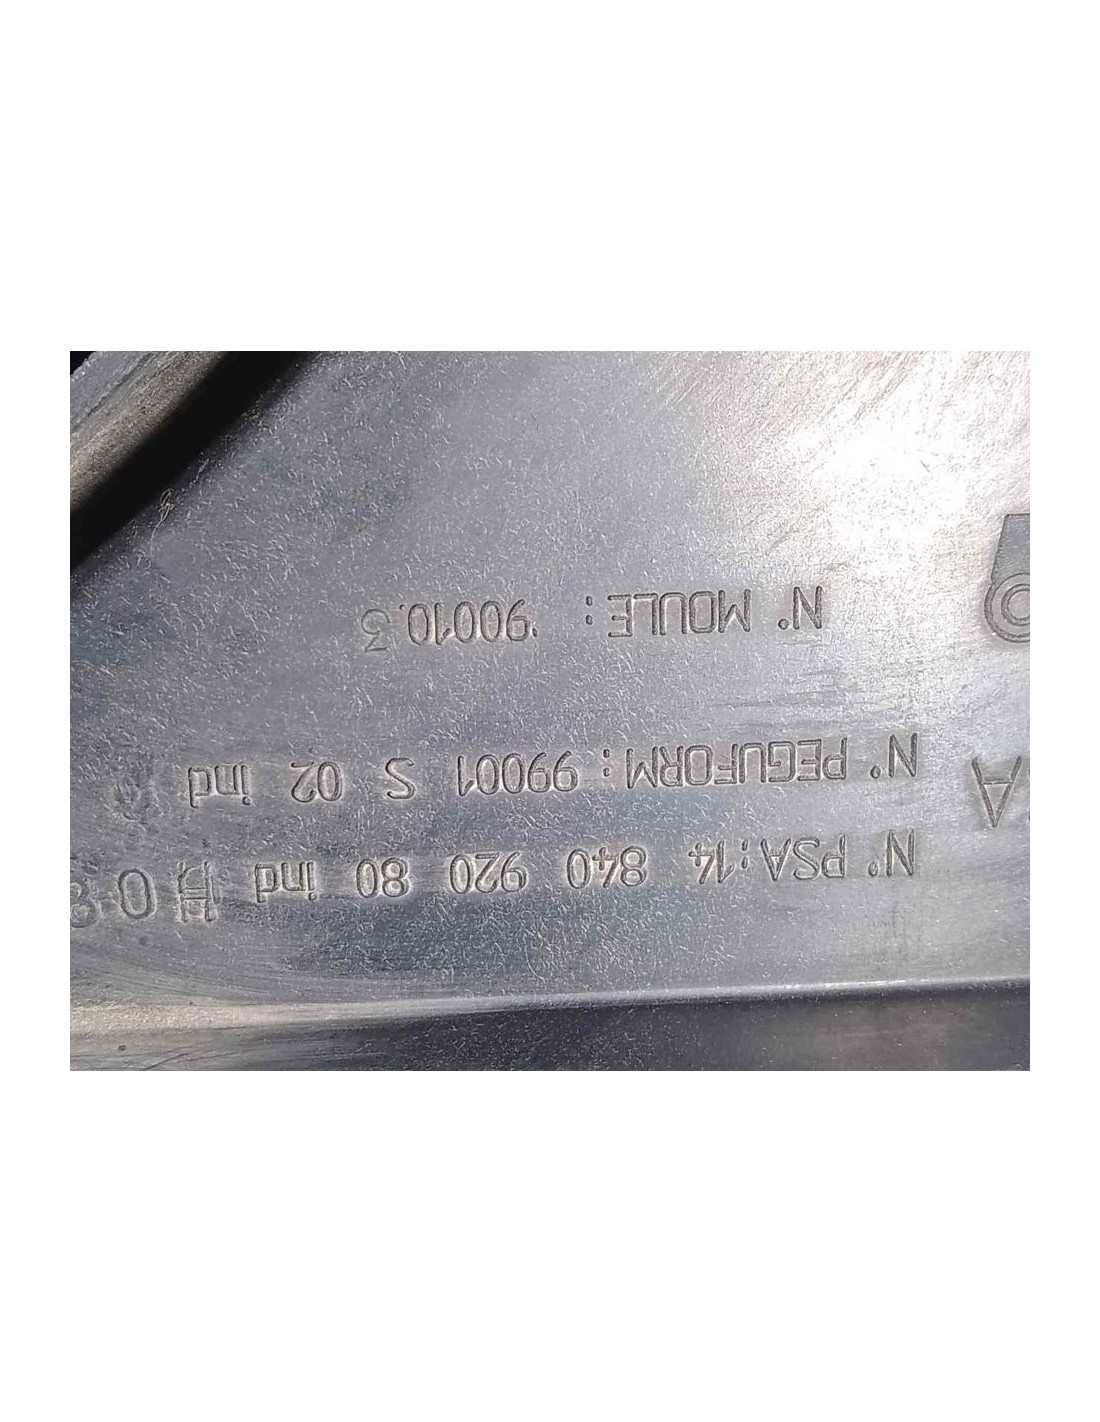 N° PSA:14 840 920 80 ind
N° PEGUFORM: 99001 S 02 ind
N° MOULE: 90010.3